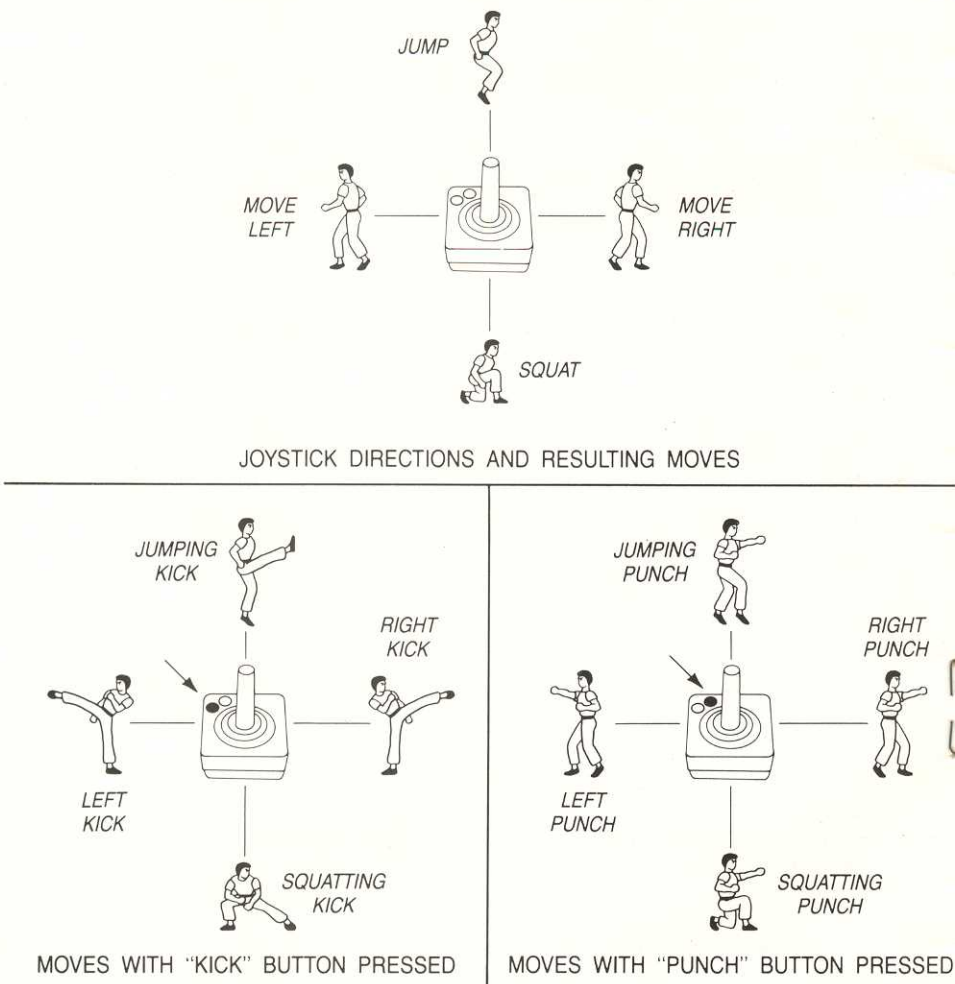 JUMP
MOVE
LEFT
MOVE
RIGHT
SQUAT
JOYSTICK DIRECTIONS AND RESULTING MOVES
JUMPING
KICK
RIGHT
KICK
LEFT
KICK
SQUATTING
KICK
MOVES WITH “KICK” BUTTON PRESSED
JUMPING
PUNCH
RIGHT
PUNCH
LEFT
PUNCH
SQUATTING
PUNCH
MOVES WITH “PUNCH” BUTTON PRESSED